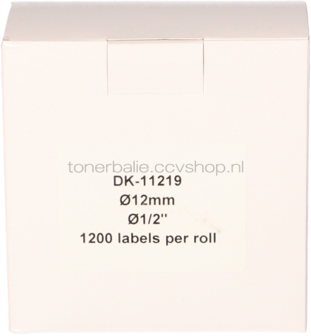 tonerbalie.ccvshop.nl
DK-11219
Ø12mm
Ø1/2"
1200 labels per roll